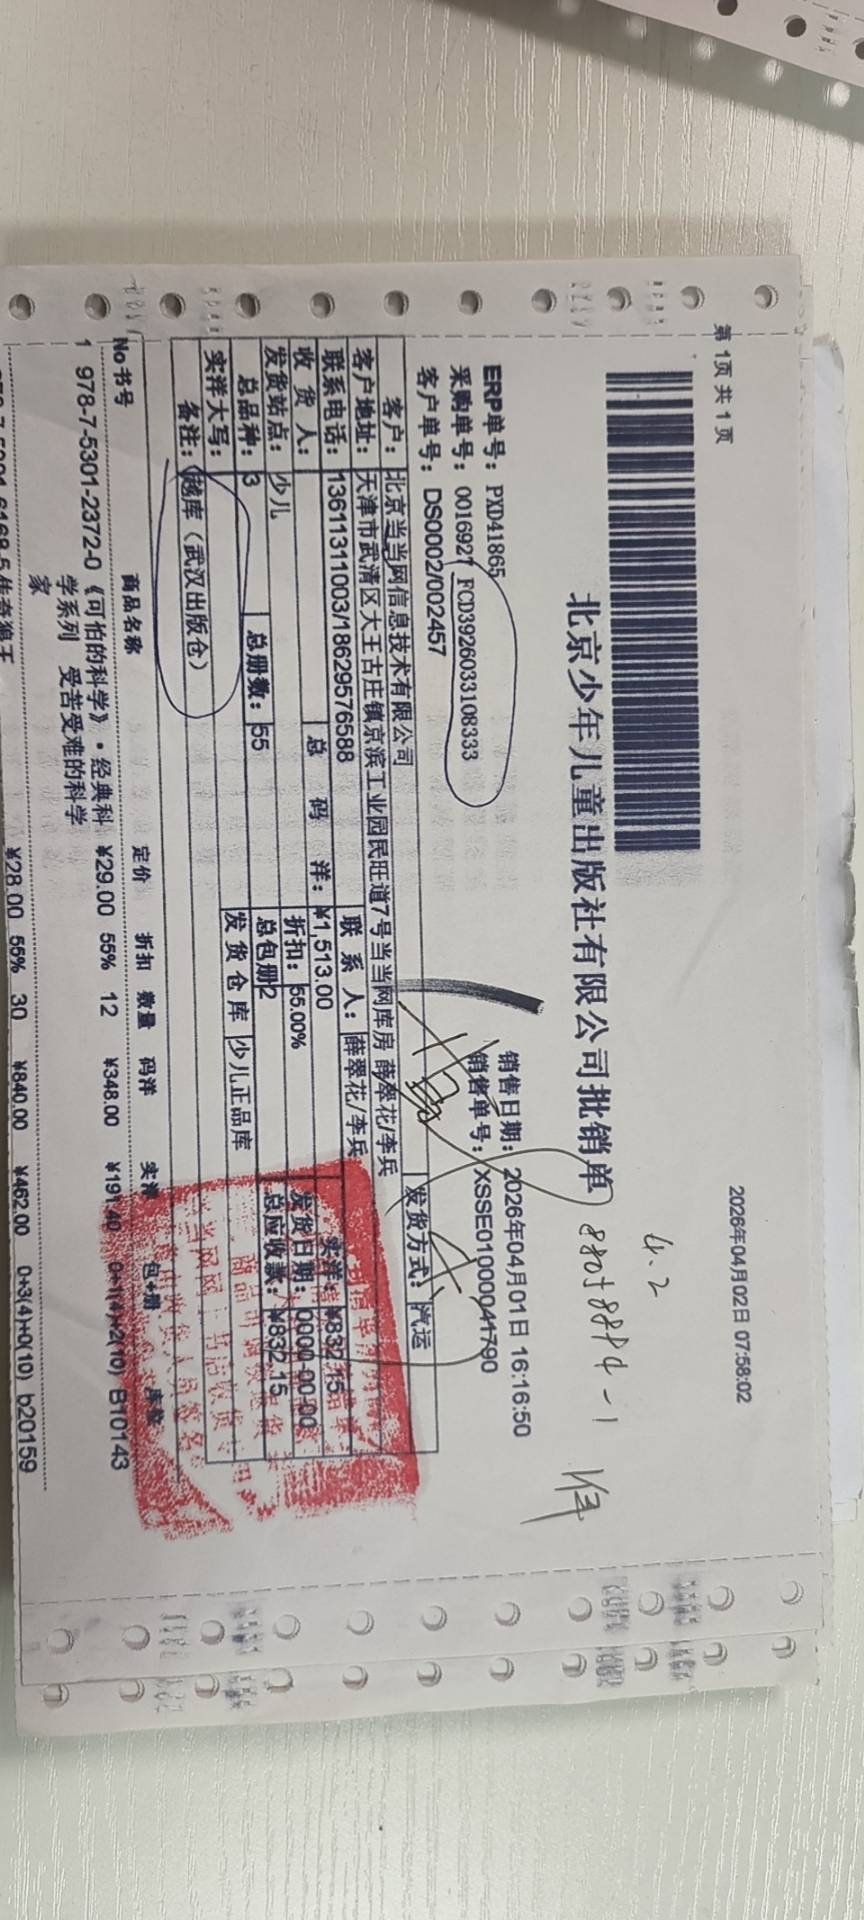 第 1页 共 1 页
2026年04月02日 07:58:02
4.2
北京少年儿童出版社有限公司批销单
ERP单号：PXD41865
销售日期：2026年04月01日 16:16:50
采购单号：0016927 FCD3926033108333
销售单号：XSSE01000041790
客户单号：DS0002/002457
发货方式：汽运
客户：北京当当网信息技术有限公司
客户地址：天津市武清区大王古庄镇京滨工业园民旺道7号当当网库房 薛翠花/李兵
联系电话：13611311003/18629576588
联系人：薛翠花/李兵
收货人：
总码洋：¥1,513.00
实洋：¥832.15
发货站点：少儿
折扣：55.00%
发货日期：0000-00-00
总品种：3
总册数：55
总包册2
总应收款：¥832.15
实洋大写：
发货仓库 少儿正品库
备注：越库（武汉出版仓）
No 书号 商品名称 定价 折扣 数量 码洋 实洋 包+册 库位
1 978-7-5301-2372-0 《可怕的科学》·经典科 ¥29.00 55% 12 ¥348.00 ¥191.40 0+1(4)+2(10) B10143
学系列 受苦受难的科学
家
¥28.00 55% 30 ¥840.00 ¥462.00 0+3(4)+0(10) b20159